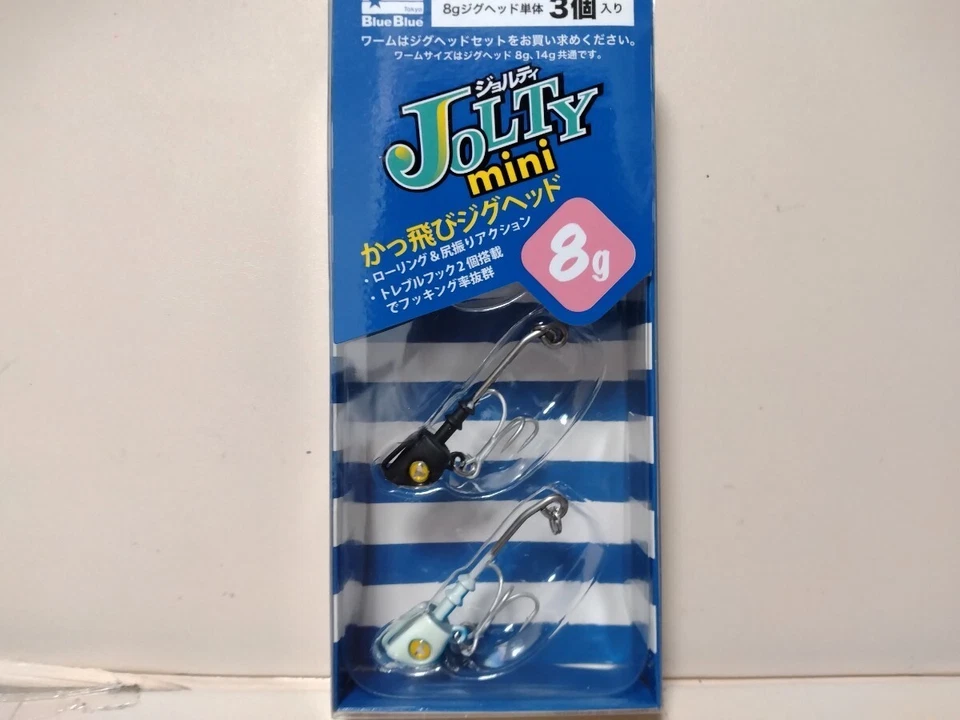 Tokyo
BlueBlue
8gジグヘッド単体 3個入り
ワームはジグヘッドセットをお買い求めください。
ワームサイズはジグヘッド 8g、14g共通です。
ジョルティ
JOLTY
mini
かっ飛びジグヘッド
・ローリング&尻振りアクション
・トレブルフック2個搭載
でフッキング率抜群
8g